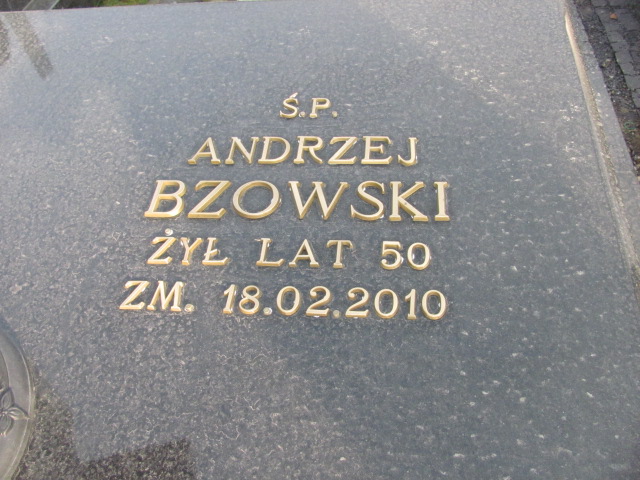 Ś.P.
ANDRZEJ
BZOWSKI
ŻYŁ LAT 50
ZM. 18.02.2010